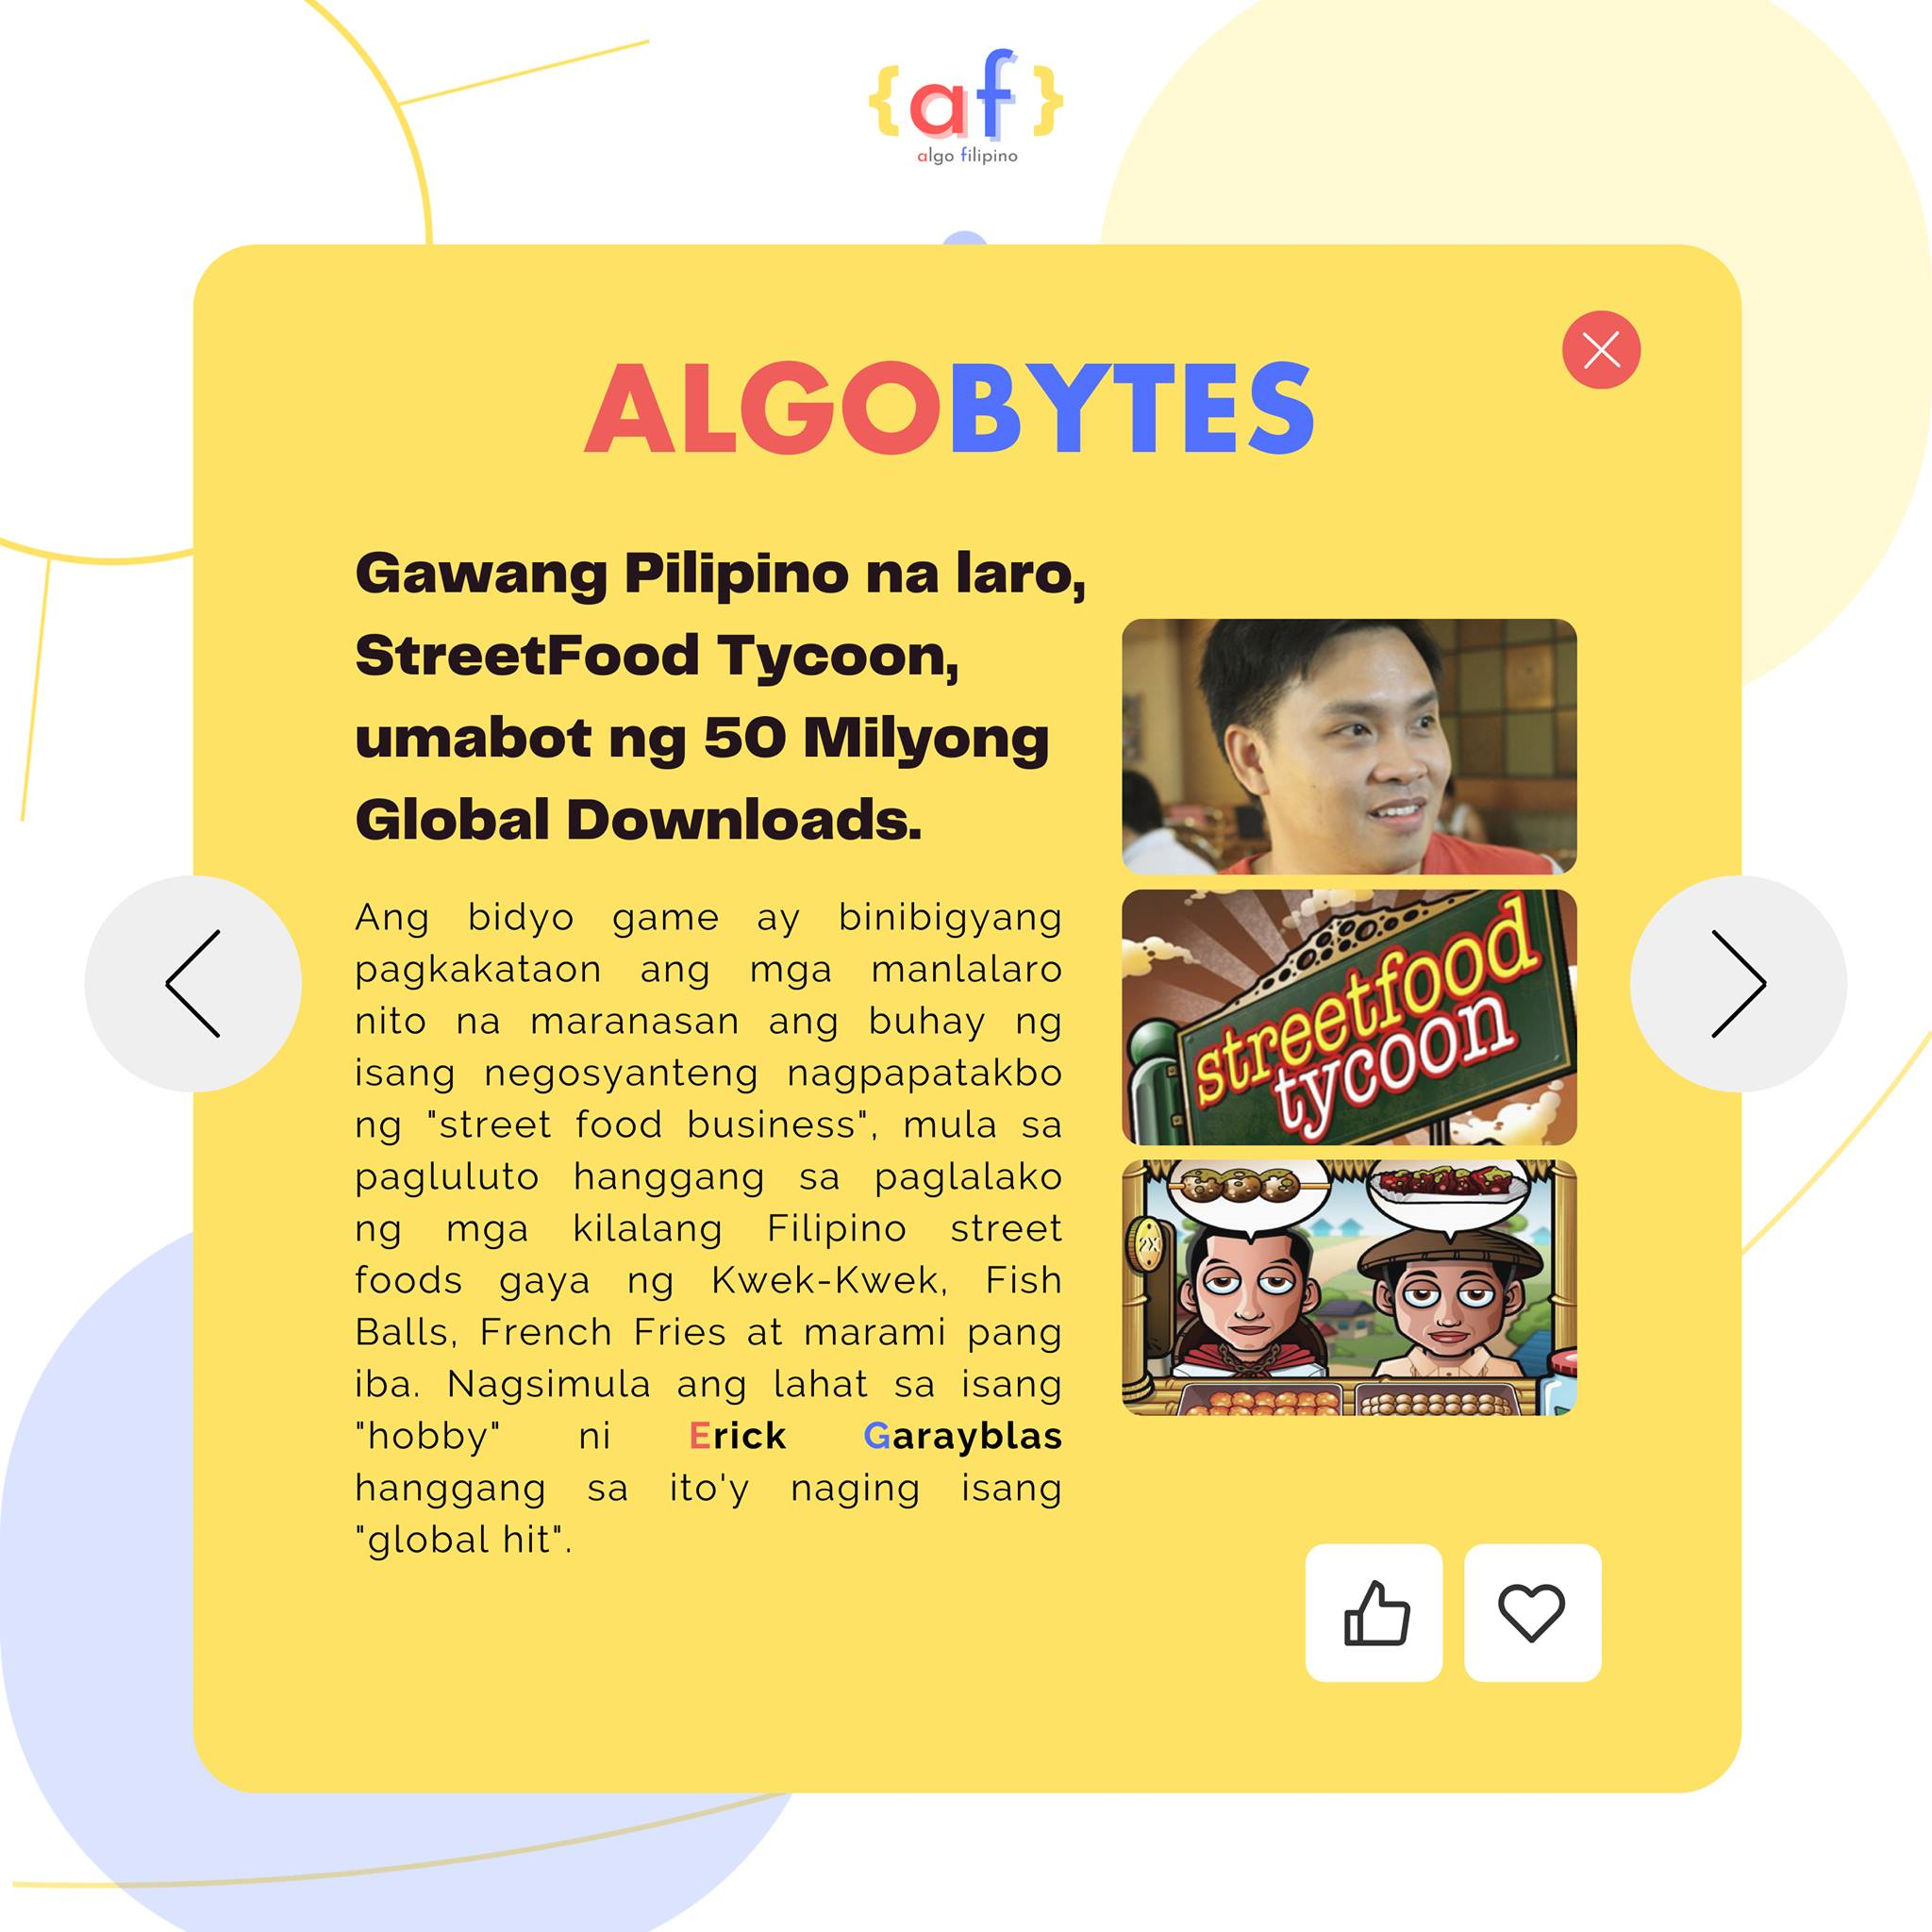 {af}
algo filipino
ALGOBYTES
Gawang Pilipino na laro,
StreetFood Tycoon,
umabot ng 50 Milyong
Global Downloads.
Ang bidyo game ay binibigyang
pagkakataon ang mga manlalaro
nito na maranasan ang buhay ng
isang negosyanteng nagpapatakbo
ng "street food business", mula sa
pagluluto hanggang sa paglalako
ng mga kilalang Filipino street
foods gaya ng Kwek-Kwek, Fish
Balls, French Fries at marami pang
iba. Nagsimula ang lahat sa isang
"hobby" ni Erick Garayblas
hanggang sa ito'y naging isang
"global hit".
streetfood
tycoon
2X